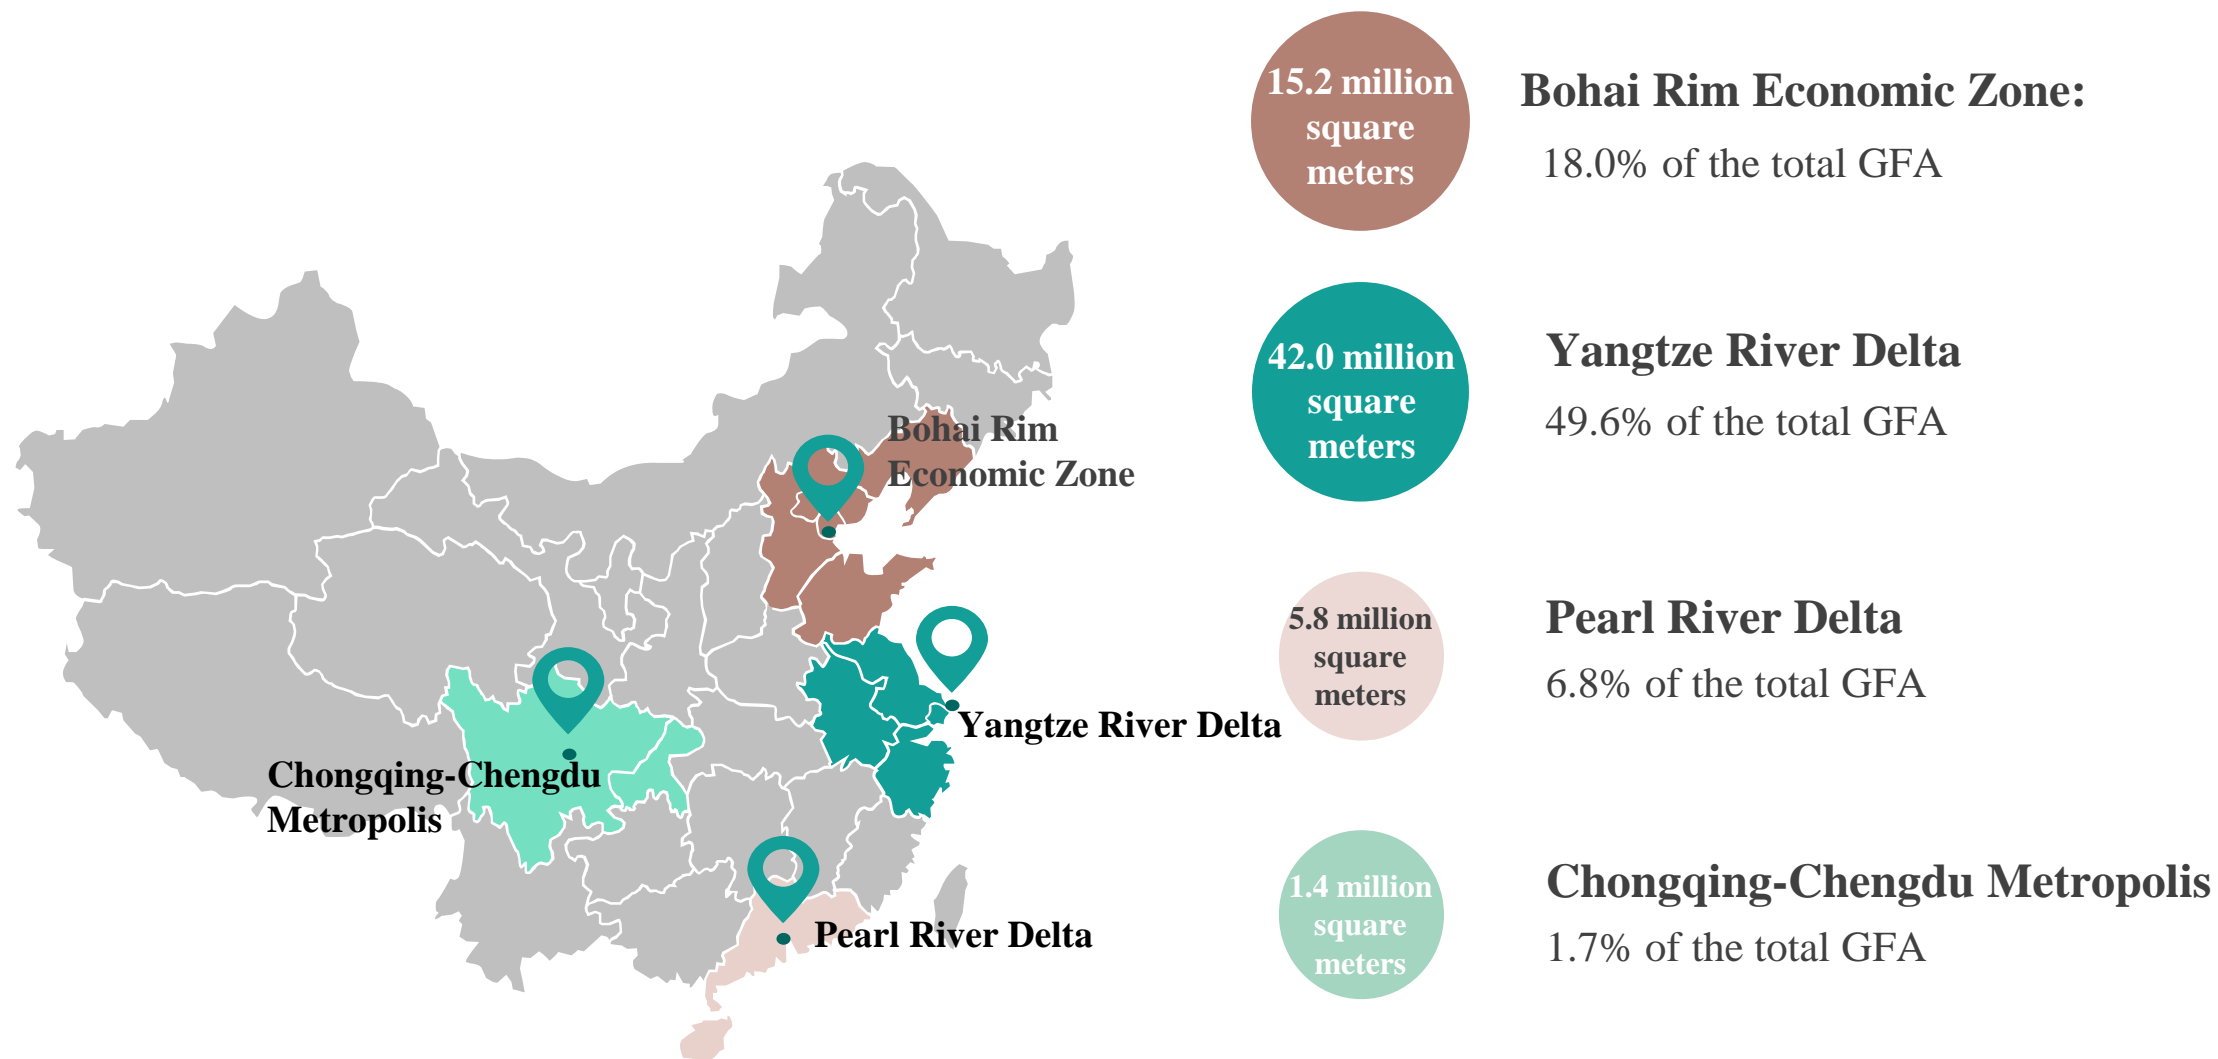 15.2 million
square
meters
Bohai Rim Economic Zone:
18.0% of the total GFA
42.0 million
square
meters
Yangtze River Delta
49.6% of the total GFA
5.8 million
square
meters
Pearl River Delta
6.8% of the total GFA
1.4 million
square
meters
Chongqing-Chengdu Metropolis
1.7% of the total GFA
Bohai Rim
Economic Zone
Yangtze River Delta
Chongqing-Chengdu
Metropolis
Pearl River Delta